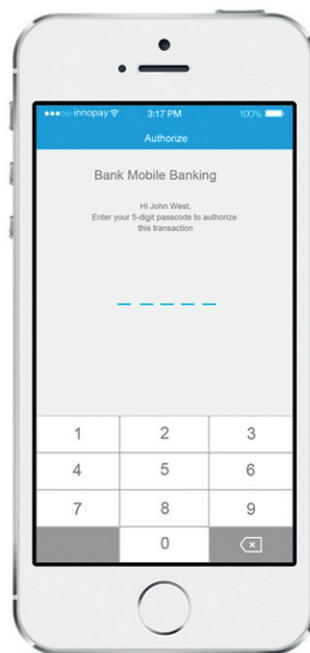 innopay 3:17 PM 100%
Authorize
Bank Mobile Banking
Hi John West,
Enter your 5-digit passcode to authorize
this transaction
1 2 3
4 5 6
7 8 9
0